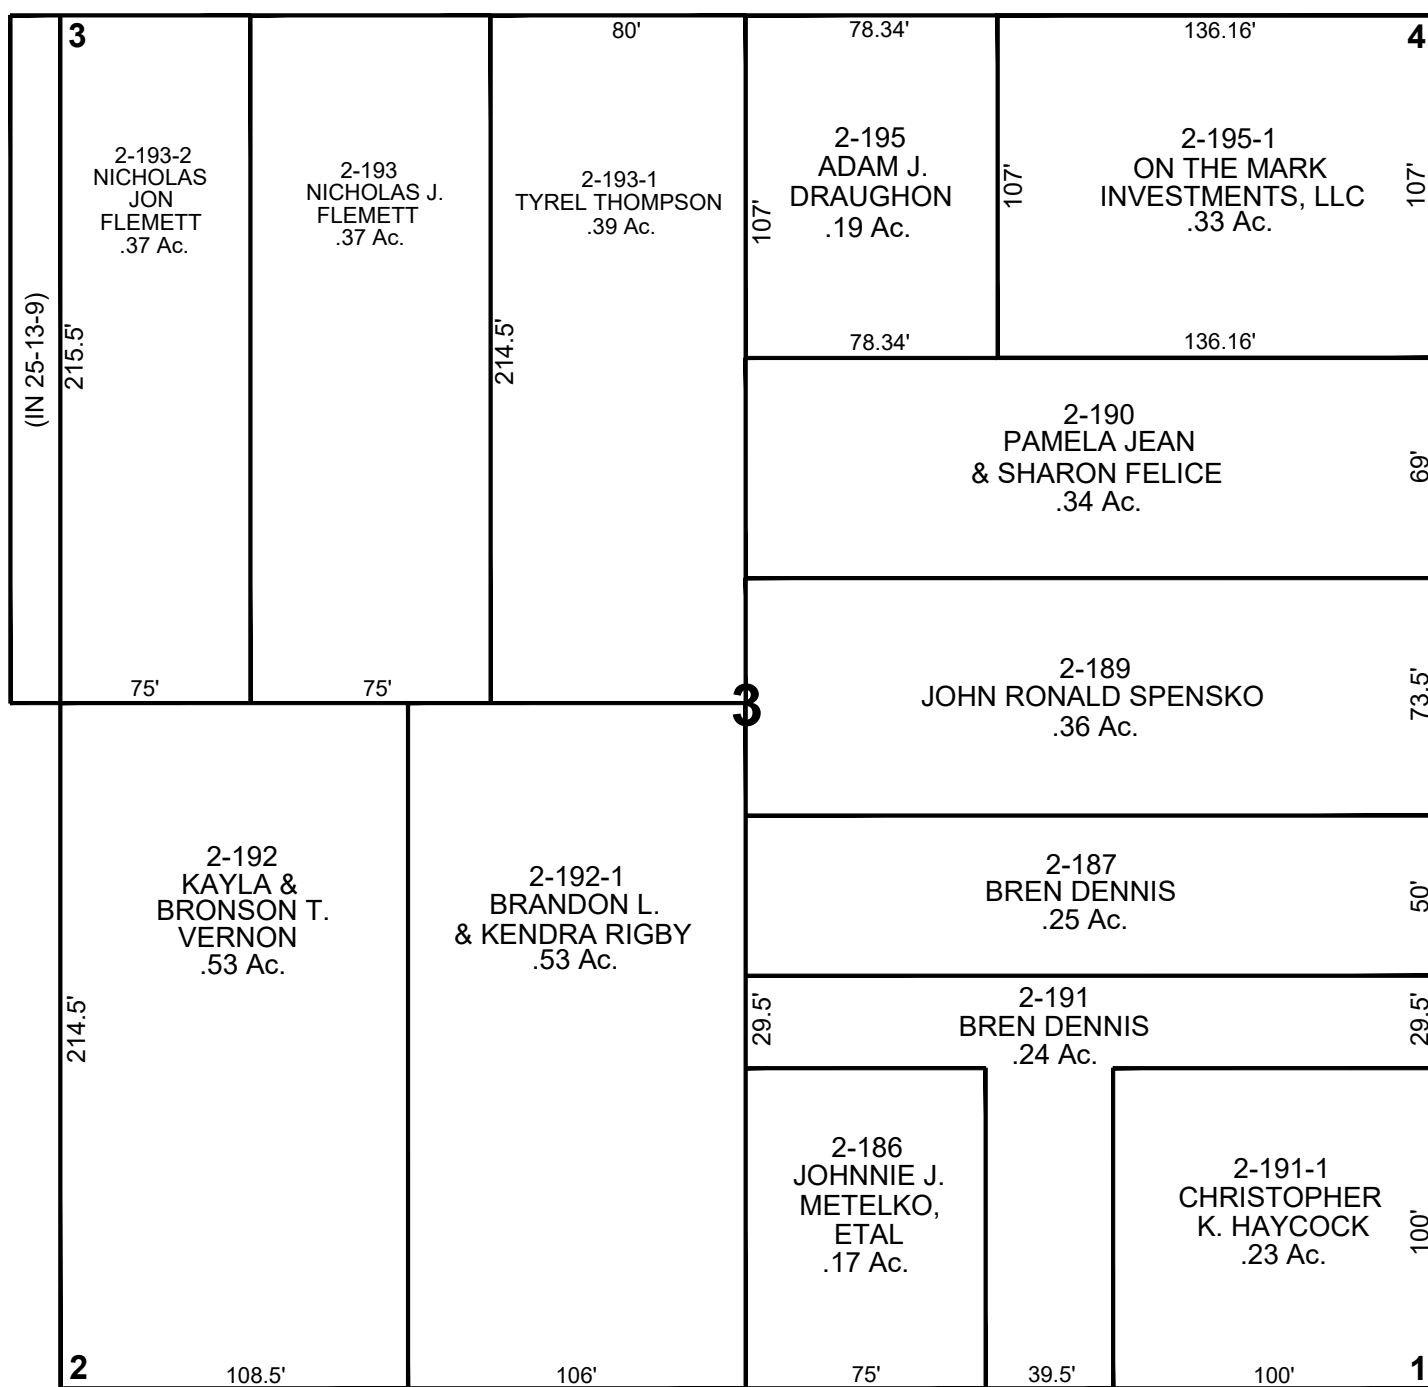 3
80'
78.34'
136.16'
4
2-193-2
NICHOLAS
JON
FLEMETT
.37 Ac.
2-193
NICHOLAS J.
FLEMETT
.37 Ac.
2-193-1
TYREL THOMPSON
.39 Ac.
107'
2-195
ADAM J.
DRAUGHON
.19 Ac.
107'
2-195-1
ON THE MARK
INVESTMENTS, LLC
.33 Ac.
107'
(IN 25-13-9)
215.5'
214.5'
78.34'
136.16'
2-190
PAMELA JEAN
& SHARON FELICE
.34 Ac.
69'
75'
75'
3
2-189
JOHN RONALD SPENSKO
.36 Ac.
73.5'
2-192
KAYLA &
BRONSON T.
VERNON
.53 Ac.
2-192-1
BRANDON L.
& KENDRA RIGBY
.53 Ac.
2-187
BREN DENNIS
.25 Ac.
50'
214.5'
29.5'
2-191
BREN DENNIS
.24 Ac.
29.5'
2-186
JOHNNIE J.
METELKO,
ETAL
.17 Ac.
2-191-1
CHRISTOPHER
K. HAYCOCK
.23 Ac.
100'
2
108.5'
106'
75'
39.5'
100'
1